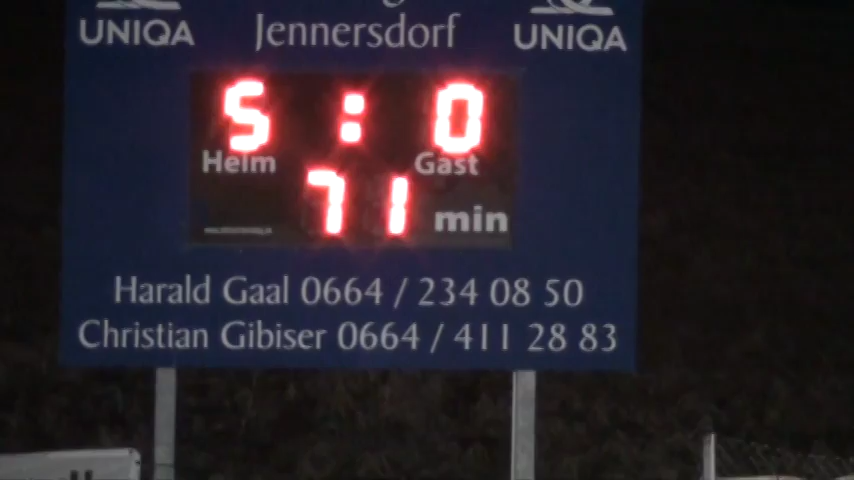 UNIQA Jennersdorf UNIQA
5 : 0
Heim Gast
71 min
Harald Gaal 0664 / 234 08 50
Christian Gibiser 0664 / 411 28 83